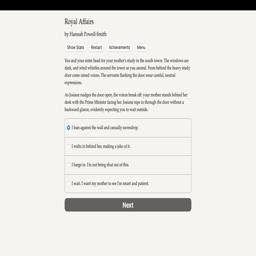 Royal Affairs
by Hannah Powell-Smith
Show Stats Restart Achievements Menu
You and your sister head for your mother's study in the south tower. The windows are
dark, and wind whistles around the tower as you ascend. From behind the heavy study
door come raised voices. The servants flanking the door wear careful, neutral
expressions.
As Josiane nudges the door open, the voices break off: your mother stands behind her
desk with the Prime Minister facing her. Josiane nips in through the door without a
backward glance, evidently expecting you to wait outside.
I lean against the wall and casually eavesdrop.
I waltz in behind her, making a joke of it.
I barge in. I'm not being shut out of this.
I wait. I want my mother to see I'm smart and patient.
Next